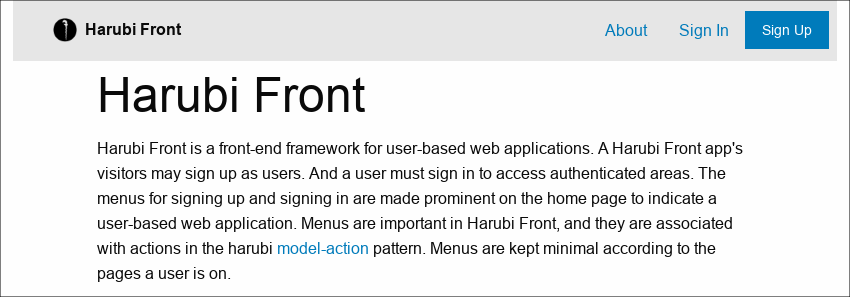 Harubi Front About Sign In Sign Up
Harubi Front
Harubi Front is a front-end framework for user-based web applications. A Harubi Front app's
visitors may sign up as users. And a user must sign in to access authenticated areas. The
menus for signing up and signing in are made prominent on the home page to indicate a
user-based web application. Menus are important in Harubi Front, and they are associated
with actions in the harubi model-action pattern. Menus are kept minimal according to the
pages a user is on.